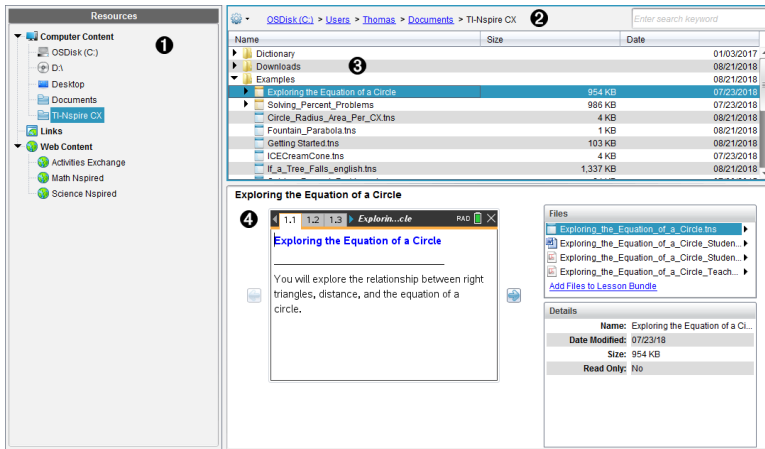 Resources
Computer Content
❶
OSDisk (C:)
D:\
Desktop
Documents
TI-Nspire CX
Links
Web Content
Activities Exchange
Math Nspired
Science Nspired
OSDisk (C:) > Users > Thomas > Documents > TI-Nspire CX ❷
Enter search keyword
Name Size Date
Dictionary 01/03/2017
Downloads 08/21/2018
❸
Examples 08/21/2018
Exploring the Equation of a Circle 954 KB 07/23/2018
Solving_Percent_Problems 986 KB 07/23/2018
Circle_Radius_Area_Per_CX.tns 4 KB 08/21/2018
Fountain_Parabola.tns 1 KB 08/21/2018
Getting Started.tns 103 KB 08/21/2018
ICECreamCone.tns 4 KB 07/23/2018
If_a_Tree_Falls_english.tns 1,337 KB 08/21/2018
Exploring the Equation of a Circle
❹
1.1 1.2 1.3 Explorin...cle RAD
Exploring the Equation of a Circle
You will explore the relationship between right
triangles, distance, and the equation of a
circle.
Files
Exploring_the_Equation_of_a_Circle.tns
Exploring_the_Equation_of_a_Circle_Studen...
Exploring_the_Equation_of_a_Circle_Studen...
Exploring_the_Equation_of_a_Circle_Teach...
Add Files to Lesson Bundle
Details
Name: Exploring the Equation of a Ci...
Date Modified: 07/23/18
Size: 954 KB
Read Only: No